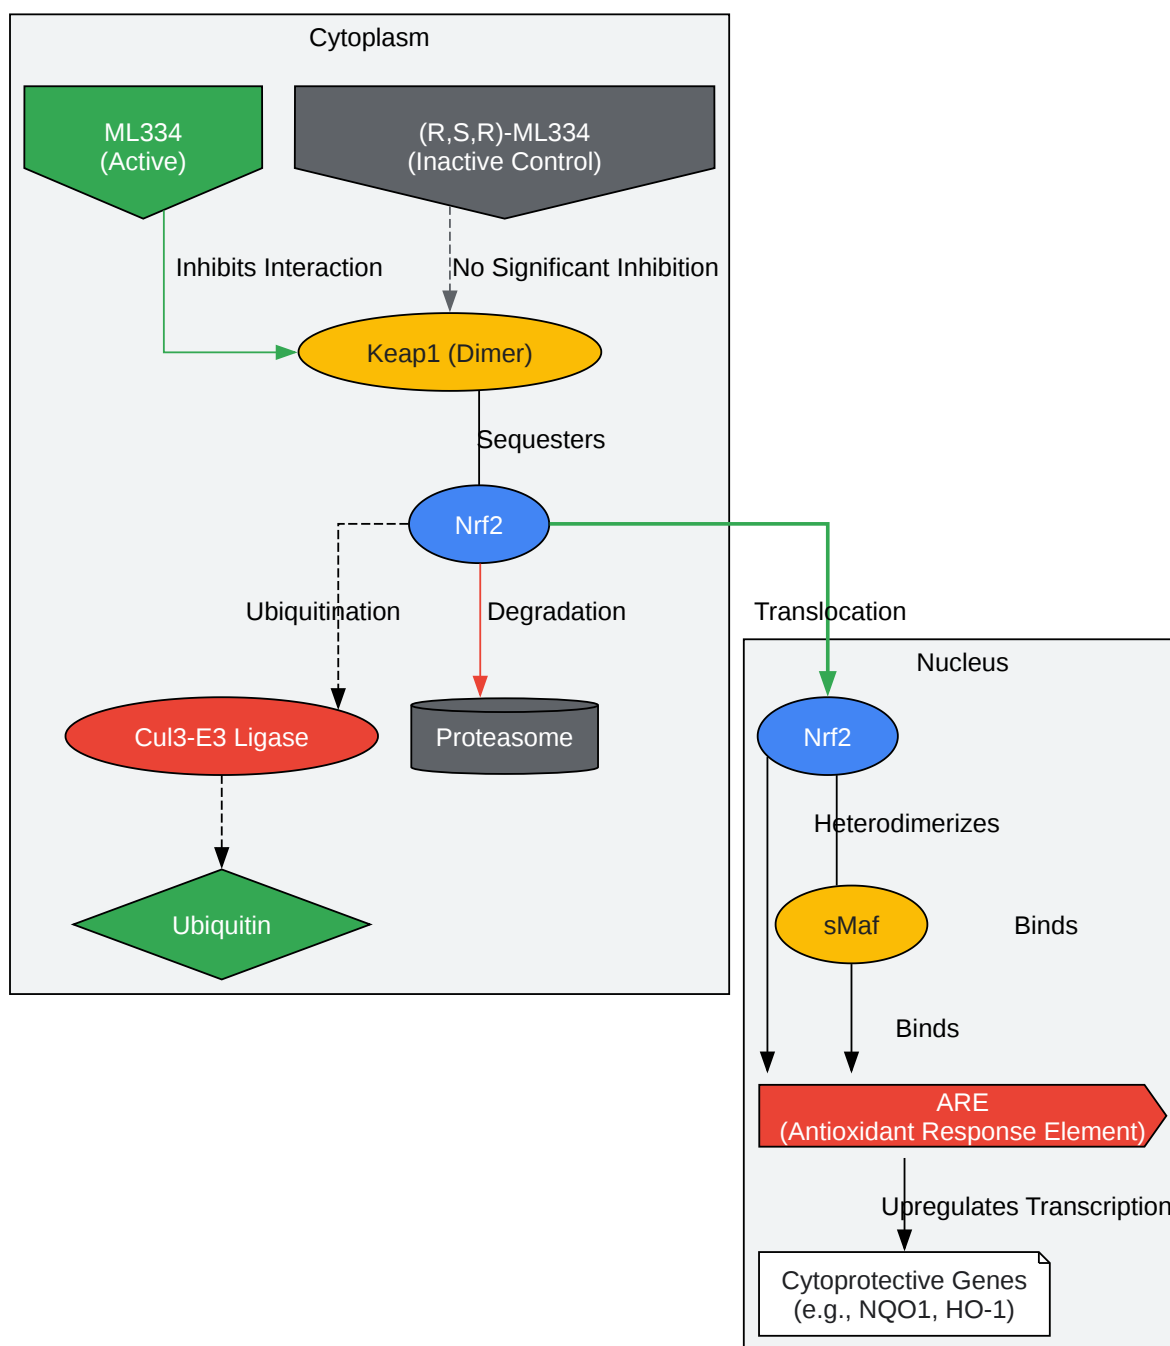 Cytoplasm
ML334
(Active)
(R,S,R)-ML334
(Inactive Control)
Inhibits Interaction
No Significant Inhibition
Keap1 (Dimer)
Sequesters
Nrf2
Ubiquitination
Degradation
Translocation
Nucleus
Cul3-E3 Ligase
Proteasome
Nrf2
Heterodimerizes
Ubiquitin
sMaf
Binds
Binds
ARE
(Antioxidant Response Element)
Upregulates Transcription
Cytoprotective Genes
(e.g., NQO1, HO-1)